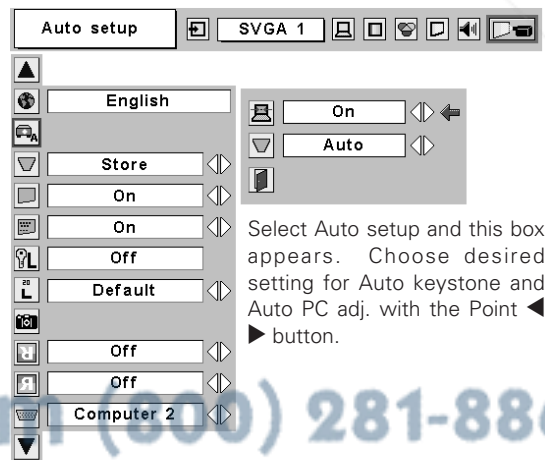 Auto setup
SVGA 1
English
On
Auto
Store
On
On
Off
Default
Off
Off
Computer 2
Select Auto setup and this box
appears. Choose desired
setting for Auto keystone and
Auto PC adj. with the Point ◀
▶ button.
m (800) 281-88